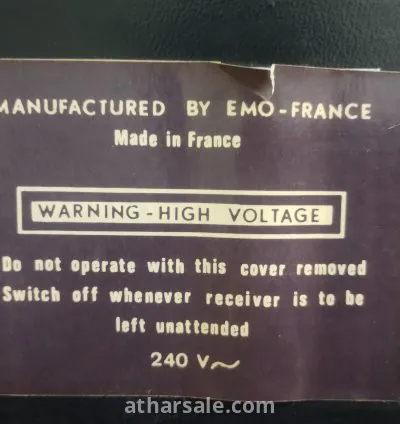 MANUFACTURED BY EMO-FRANCE
Made in France
WARNING - HIGH VOLTAGE
Do not operate with this cover removed
Switch off whenever receiver is to be
left unattended
240 V~
atharsale.com